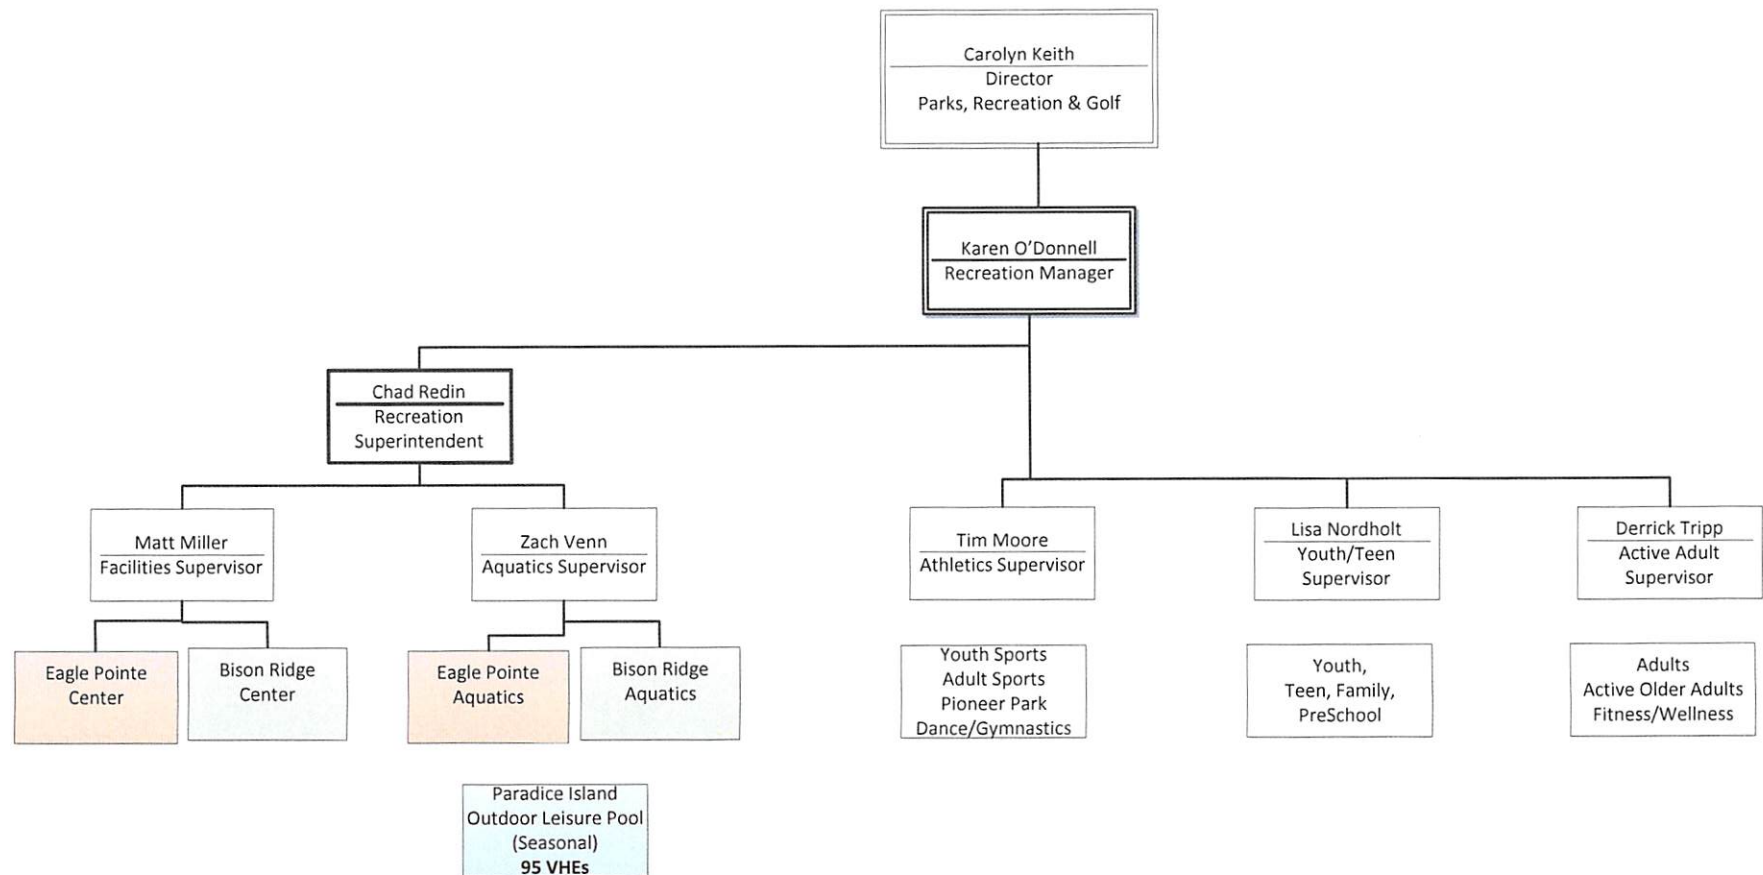 Carolyn Keith
Director
Parks, Recreation & Golf
Karen O'Donnell
Recreation Manager
Chad Redin
Recreation
Superintendent
Matt Miller
Facilities Supervisor
Zach Venn
Aquatics Supervisor
Tim Moore
Athletics Supervisor
Lisa Nordholt
Youth/Teen
Supervisor
Derrick Tripp
Active Adult
Supervisor
Eagle Pointe
Center
Bison Ridge
Center
Eagle Pointe
Aquatics
Bison Ridge
Aquatics
Youth Sports
Adult Sports
Pioneer Park
Dance/Gymnastics
Youth,
Teen, Family,
PreSchool
Adults
Active Older Adults
Fitness/Wellness
Paradice Island
Outdoor Leisure Pool
(Seasonal)
95 VHEs